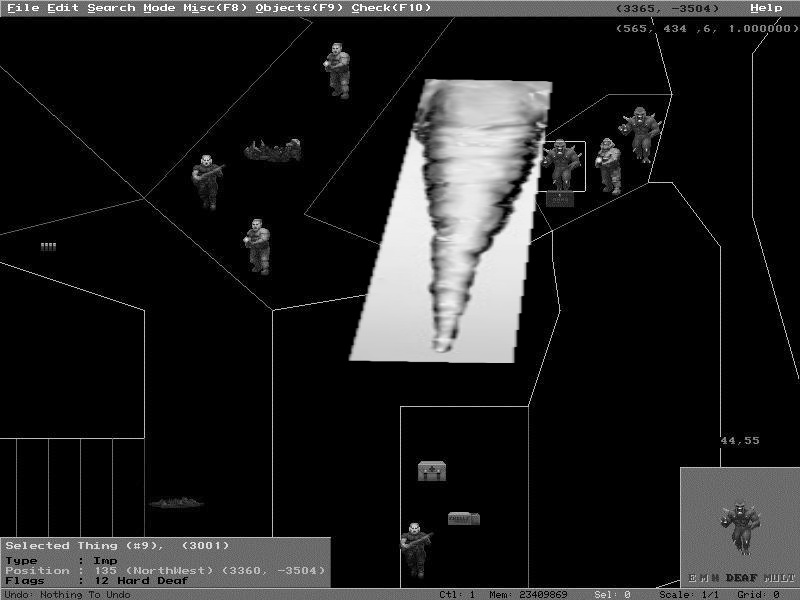 File Edit Search Mode Misc(F8) Objects(F9) Check(F10) (3365, -3504) Help
(565, 434 ,6, 1.000000)
44,55
Selected Thing (#9), (3001)
Type : Imp
Position : 135 (NorthWest) (3360, -3504)
Flags : 12 Hard Deaf
E M H DEAF MULT
Undo: Nothing To Undo Ctl: 1 Mem: 23409869 Sel: 0 Scale: 1/1 Grid: 0